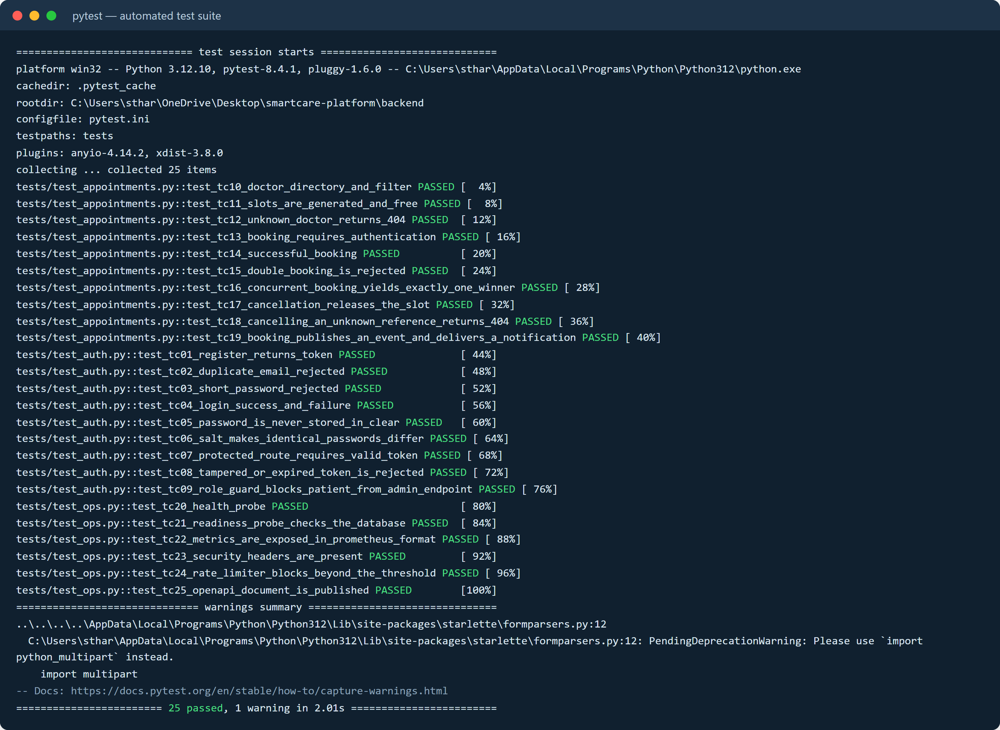 pytest — automated test suite
============================= test session starts =============================
platform win32 -- Python 3.12.10, pytest-8.4.1, pluggy-1.6.0 -- C:\Users\sthar\AppData\Local\Programs\Python\Python312\python.exe
cachedir: .pytest_cache
rootdir: C:\Users\sthar\OneDrive\Desktop\smartcare-platform\backend
configfile: pytest.ini
testpaths: tests
plugins: anyio-4.14.2, xdist-3.8.0
collecting ... collected 25 items
tests/test_appointments.py::test_tc10_doctor_directory_and_filter PASSED [  4%]
tests/test_appointments.py::test_tc11_slots_are_generated_and_free PASSED [  8%]
tests/test_appointments.py::test_tc12_unknown_doctor_returns_404 PASSED  [ 12%]
tests/test_appointments.py::test_tc13_booking_requires_authentication PASSED [ 16%]
tests/test_appointments.py::test_tc14_successful_booking PASSED          [ 20%]
tests/test_appointments.py::test_tc15_double_booking_is_rejected PASSED  [ 24%]
tests/test_appointments.py::test_tc16_concurrent_booking_yields_exactly_one_winner PASSED [ 28%]
tests/test_appointments.py::test_tc17_cancellation_releases_the_slot PASSED [ 32%]
tests/test_appointments.py::test_tc18_cancelling_an_unknown_reference_returns_404 PASSED [ 36%]
tests/test_appointments.py::test_tc19_booking_publishes_an_event_and_delivers_a_notification PASSED [ 40%]
tests/test_auth.py::test_tc01_register_returns_token PASSED              [ 44%]
tests/test_auth.py::test_tc02_duplicate_email_rejected PASSED            [ 48%]
tests/test_auth.py::test_tc03_short_password_rejected PASSED             [ 52%]
tests/test_auth.py::test_tc04_login_success_and_failure PASSED           [ 56%]
tests/test_auth.py::test_tc05_password_is_never_stored_in_clear PASSED   [ 60%]
tests/test_auth.py::test_tc06_salt_makes_identical_passwords_differ PASSED [ 64%]
tests/test_auth.py::test_tc07_protected_route_requires_valid_token PASSED [ 68%]
tests/test_auth.py::test_tc08_tampered_or_expired_token_is_rejected PASSED [ 72%]
tests/test_auth.py::test_tc09_role_guard_blocks_patient_from_admin_endpoint PASSED [ 76%]
tests/test_ops.py::test_tc20_health_probe PASSED                         [ 80%]
tests/test_ops.py::test_tc21_readiness_probe_checks_the_database PASSED  [ 84%]
tests/test_ops.py::test_tc22_metrics_are_exposed_in_prometheus_format PASSED [ 88%]
tests/test_ops.py::test_tc23_security_headers_are_present PASSED         [ 92%]
tests/test_ops.py::test_tc24_rate_limiter_blocks_beyond_the_threshold PASSED [ 96%]
tests/test_ops.py::test_tc25_openapi_document_is_published PASSED        [100%]
============================== warnings summary ===============================
..\..\..\..\AppData\Local\Programs\Python\Python312\Lib\site-packages\starlette\formparsers.py:12
  C:\Users\sthar\AppData\Local\Programs\Python\Python312\Lib\site-packages\starlette\formparsers.py:12: PendingDeprecationWarning: Please use `import
python_multipart` instead.
    import multipart
-- Docs: https://docs.pytest.org/en/stable/how-to/capture-warnings.html
======================== 25 passed, 1 warning in 2.01s ========================